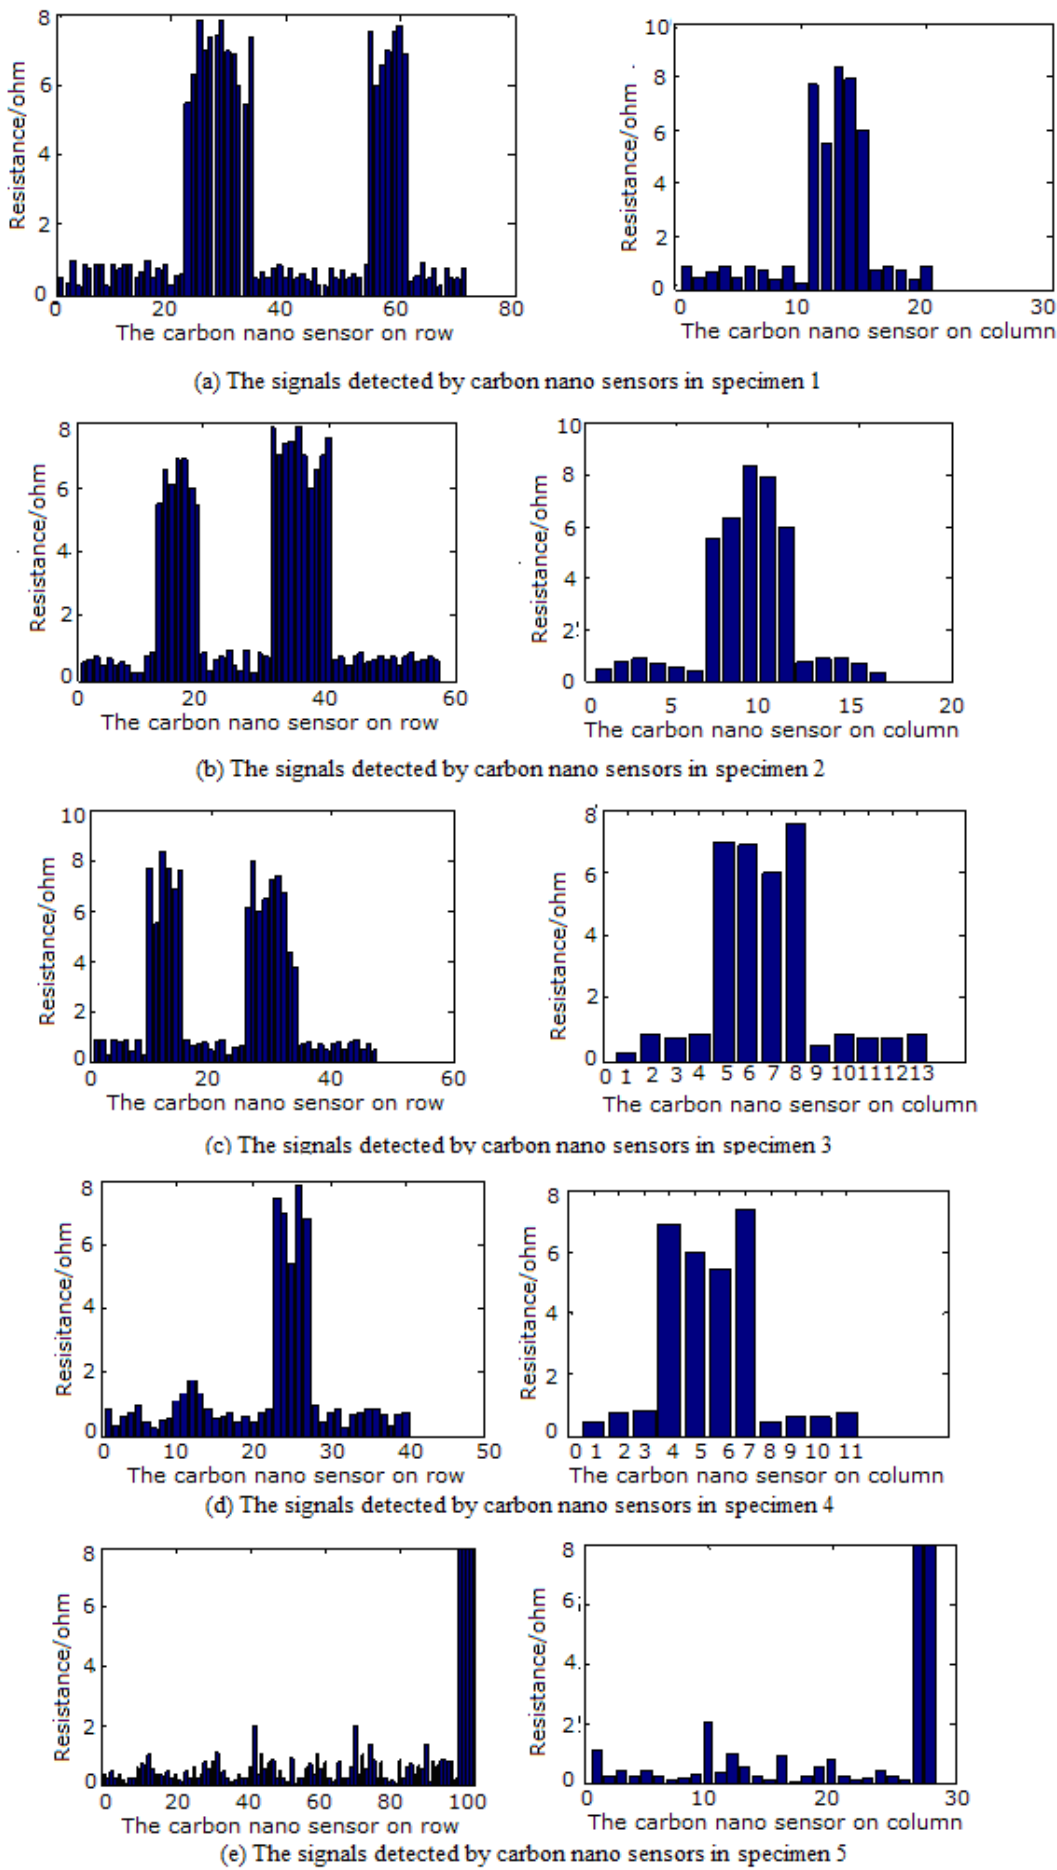 8
6
4
2
0
Resistance/ohm
0 20 40 60 80
The carbon nano sensor on row
10
8
6
4
2
0
Resistance/ohm
0 10 20 30
The carbon nano sensor on column
(a) The signals detected by carbon nano sensors in specimen 1
8
6
4
2
0
Resistance/ohm
0 20 40 60
The carbon nano sensor on row
10
8
6
4
2
0
Resistance/ohm
0 5 10 15 20
The carbon nano sensor on column
(b) The signals detected by carbon nano sensors in specimen 2
10
8
6
4
2
0
Resistance/ohm
0 20 40 60
The carbon nano sensor on row
8
6
4
2
0
Resistance/ohm
0 1 2 3 4 5 6 7 8 9 10 11 12 13
The carbon nano sensor on column
(c) The signals detected by carbon nano sensors in specimen 3
8
6
4
2
0
Resisitance/ohm
0 10 20 30 40 50
The carbon nano sensor on row
8
6
4
2
0
Resisitance/ohm
0 1 2 3 4 5 6 7 8 9 10 11
The carbon nano sensor on column
(d) The signals detected by carbon nano sensors in specimen 4
8
6
4
2
0
Resistance/ohm
0 20 40 60 80 100
The carbon nano sensor on row
8
6
4
2
0
Resistance/ohm
0 10 20 30
The carbon nano sensor on column
(e) The signals detected by carbon nano sensors in specimen 5